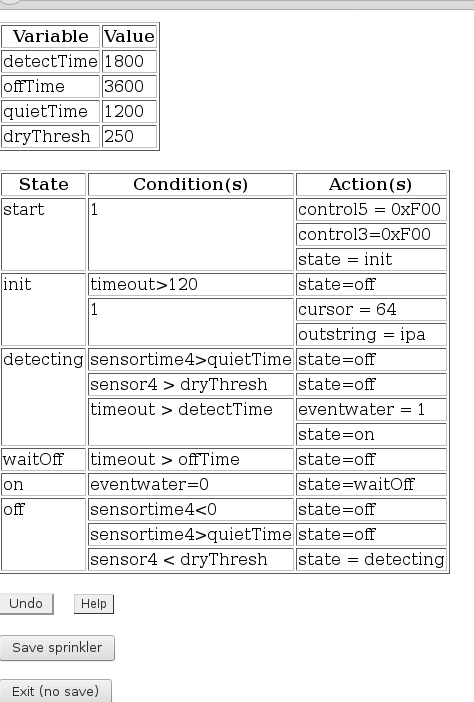 Variable Value
detectTime 1800
offTime 3600
quietTime 1200
dryThresh 250
State Condition(s) Action(s)
start 1 control5 = 0xF00
control3=0xF00
state = init
init timeout>120 state=off
1 cursor = 64
outstring = ipa
detecting sensortime4>quietTime state=off
sensor4 > dryThresh state=off
timeout > detectTime eventwater = 1
state=on
waitOff timeout > offTime state=off
on eventwater=0 state=waitOff
off sensortime4<0 state=off
sensortime4>quietTime state=off
sensor4 < dryThresh state = detecting
Undo Help
Save sprinkler
Exit (no save)